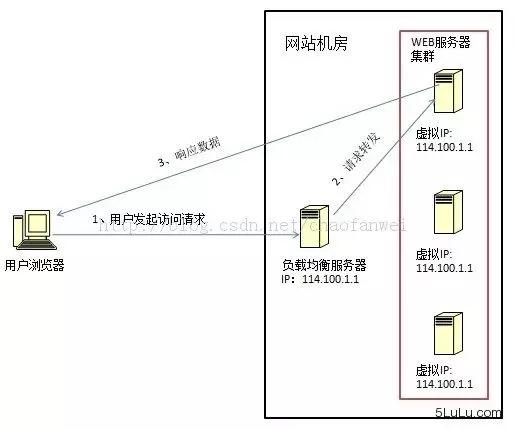 网站机房
WEB服务器
集群
虚拟IP:
114.100.1.1
3、响应数据
2、请求转发
1、用户发起访问请求
http://blog.csdn.net/chaofanwei
用户浏览器
负载均衡服务器
IP：114.100.1.1
虚拟IP:
114.100.1.1
虚拟IP:
114.100.1.1
5LuLu.com